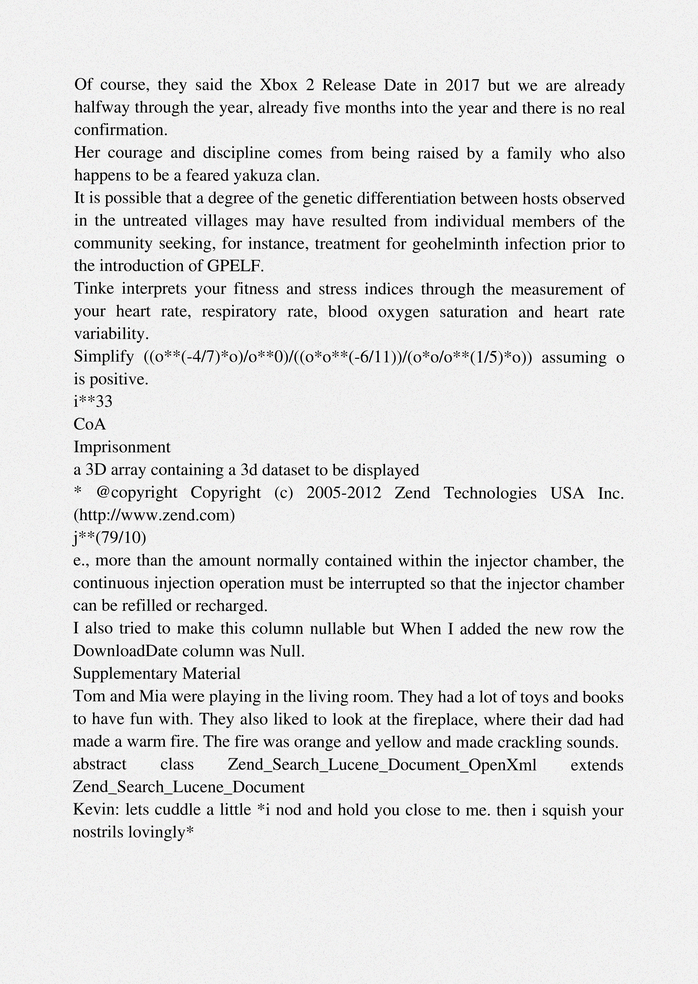 Of course, they said the Xbox 2 Release Date in 2017 but we are already
halfway through the year, already five months into the year and there is no real
confirmation.
Her courage and discipline comes from being raised by a family who also
happens to be a feared yakuza clan.
It is possible that a degree of the genetic differentiation between hosts observed
in the untreated villages may have resulted from individual members of the
community seeking, for instance, treatment for geohelminth infection prior to
the introduction of GPELF.
Tinke interprets your fitness and stress indices through the measurement of
your heart rate, respiratory rate, blood oxygen saturation and heart rate
variability.
Simplify ((o**(-4/7)*o)/o**0)/((o*o**(-6/11))/(o*o/o**(1/5)*o)) assuming o
is positive.
i**33
CoA
Imprisonment
a 3D array containing a 3d dataset to be displayed
* @copyright Copyright (c) 2005-2012 Zend Technologies USA Inc.
(http://www.zend.com)
j**(79/10)
e., more than the amount normally contained within the injector chamber, the
continuous injection operation must be interrupted so that the injector chamber
can be refilled or recharged.
I also tried to make this column nullable but When I added the new row the
DownloadDate column was Null.
Supplementary Material
Tom and Mia were playing in the living room. They had a lot of toys and books
to have fun with. They also liked to look at the fireplace, where their dad had
made a warm fire. The fire was orange and yellow and made crackling sounds.
abstract class Zend_Search_Lucene_Document_OpenXml extends
Zend_Search_Lucene_Document
Kevin: lets cuddle a little *i nod and hold you close to me. then i squish your
nostrils lovingly*